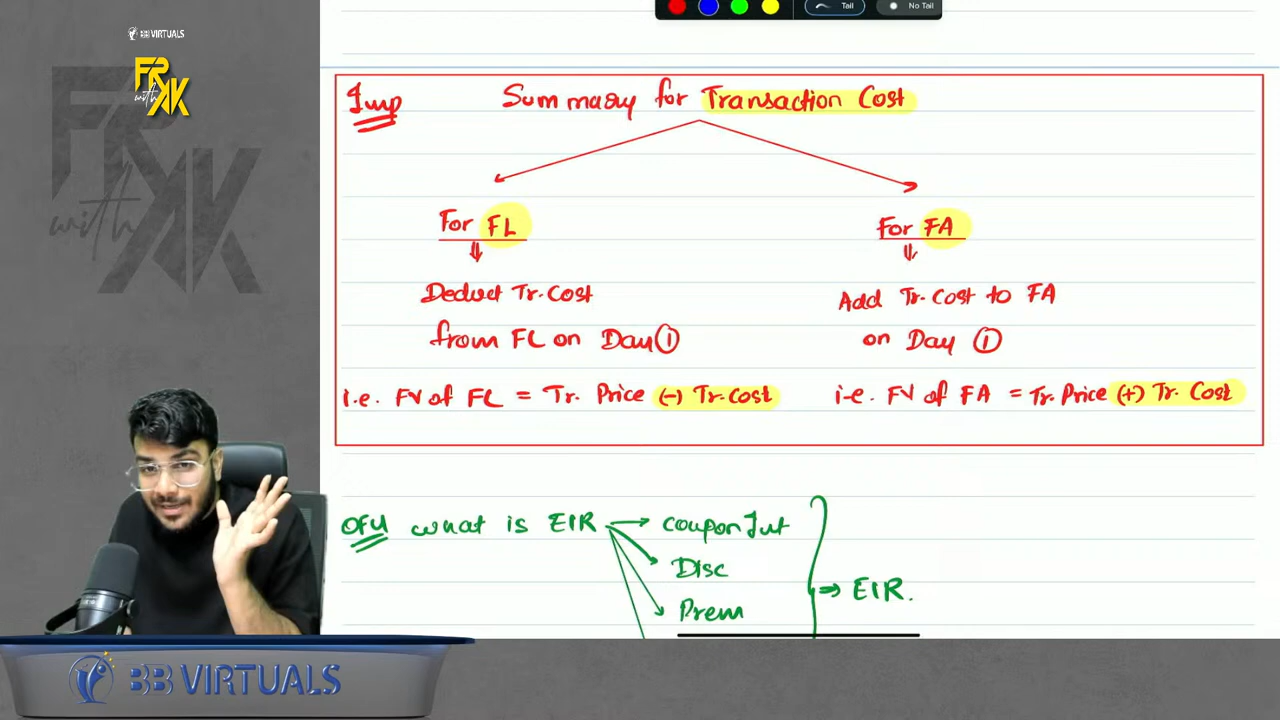 BB VIRTUALS
FR
with
AK
Tail
No Tail
FR
with
AK
Imp
Summary for Transaction Cost
For FL
For FA
Deduct Tr. Cost
Add Tr. Cost to FA
from FL on Day ①
on Day ①
i.e. FV of FL = Tr. Price (-) Tr. Cost
i-e. FV of FA = Tr. Price (+) Tr. Cost
what is EIR
Coupon Int
Disc
⇒ EIR.
Prem
BB VIRTUALS